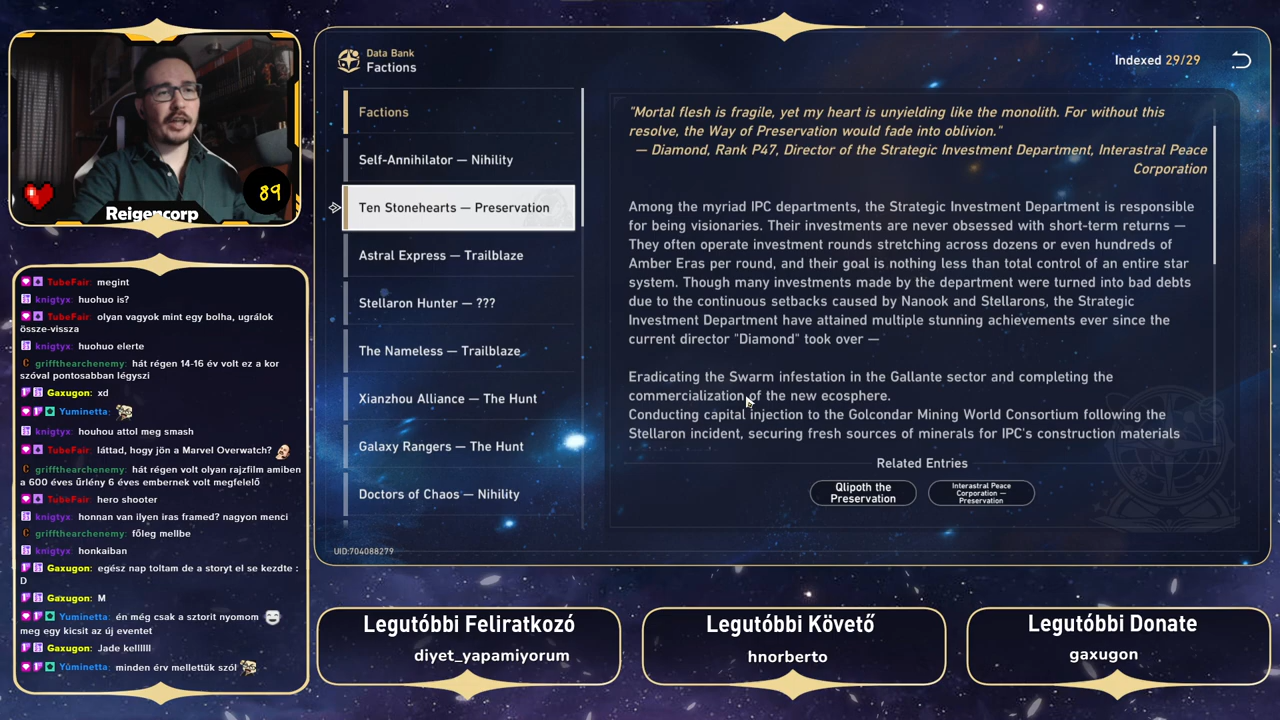 Data Bank
Factions
Indexed 29/29
Factions
Self-Annihilator — Nihility
Ten Stonehearts — Preservation
Astral Express — Trailblaze
Stellaron Hunter — ???
The Nameless — Trailblaze
Xianzhou Alliance — The Hunt
Galaxy Rangers — The Hunt
Doctors of Chaos — Nihility
"Mortal flesh is fragile, yet my heart is unyielding like the monolith. For without this
resolve, the Way of Preservation would fade into oblivion."
— Diamond, Rank P47, Director of the Strategic Investment Department, Interastral Peace
Corporation
Among the myriad IPC departments, the Strategic Investment Department is responsible
for being visionaries. Their investments are never obsessed with short-term returns —
They often operate investment rounds stretching across dozens or even hundreds of
Amber Eras per round, and their goal is nothing less than total control of an entire star
system. Though many investments made by the department were turned into bad debts
due to the continuous setbacks caused by Nanook and Stellarons, the Strategic
Investment Department have attained multiple stunning achievements ever since the
current director "Diamond" took over —
Eradicating the Swarm infestation in the Gallante sector and completing the
commercialization of the new ecosphere.
Conducting capital injection to the Golcondar Mining World Consortium following the
Stellaron incident, securing fresh sources of minerals for IPC's construction materials
Related Entries
Qlipoth the
Preservation
Interastral Peace
Corporation —
Preservation
UID:704088279
89
Reigencorp
TubeFair: megint
knigtyx: huohuo is?
TubeFair: olyan vagyok mint egy bolha, ugrálok
össze-vissza
knigtyx: huohuo elerte
griffthearchenemy: hát régen 14-16 év volt ez a kor
szóval pontosabban légyszi
Gaxugon: xd
Yuminetta:
knigtyx: houhou attol meg smash
TubeFair: láttad, hogy jön a Marvel Overwatch?
griffthearchenemy: hát régen volt olyan rajzfilm amiben
a 600 éves űrlény 6 éves embernek volt megfelelő
TubeFair: hero shooter
knigtyx: honnan van ilyen iras framed? nagyon menci
griffthearchenemy: főleg mellbe
knigtyx: honkaiban
Gaxugon: egész nap toltam de a storyt el se kezdte :
D
Gaxugon: M
Yuminetta: én még csak a sztorit nyomom
meg egy kicsit az új eventet
Gaxugon: Jade kellllll
Yuminetta: minden érv mellettük szól
Legutóbbi Feliratkozó
diyet_yapamiyorum
Legutóbbi Követő
hnorberto
Legutóbbi Donate
gaxugon